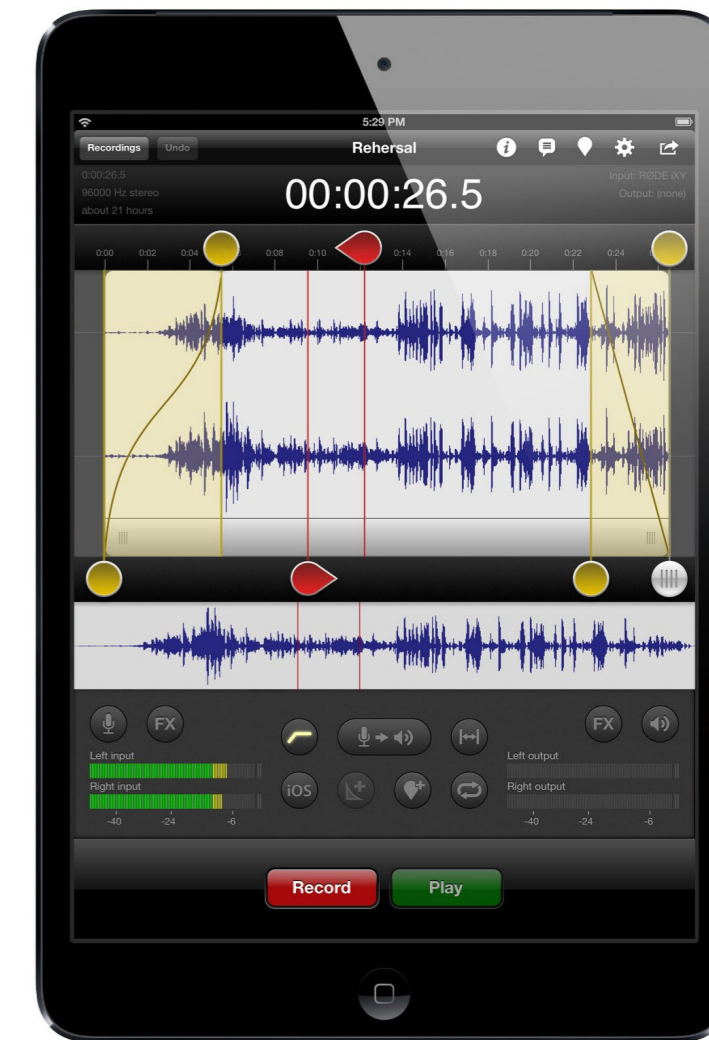 5:29 PM
Recordings Undo Rehersal
0:00:26.5
96000 Hz stereo
about 21 hours
00:00:26.5
Input: RØDE iXY
Output: (none)
0:00 0:02 0:04 0:08 0:10 0:14 0:16 0:18 0:20 0:22 0:24
FX FX
Left input
Right input
-40 -24 -6
iOS
Left output
Right output
-40 -24 -6
Record Play